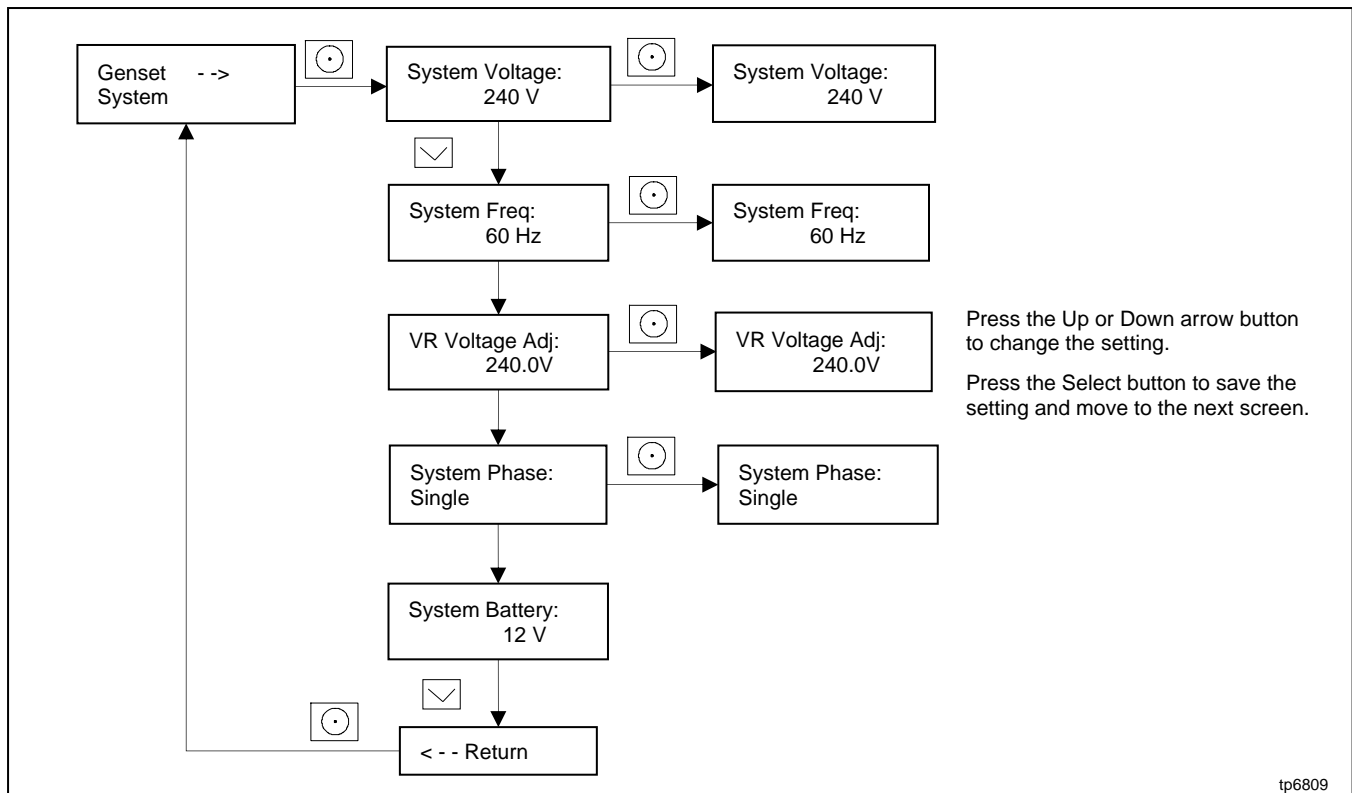 Genset - ->
System
System Voltage:
240 V
System Voltage:
240 V
System Freq:
60 Hz
System Freq:
60 Hz
VR Voltage Adj:
240.0V
VR Voltage Adj:
240.0V
Press the Up or Down arrow button
to change the setting.
Press the Select button to save the
setting and move to the next screen.
System Phase:
Single
System Phase:
Single
System Battery:
12 V
< - - Return
tp6809